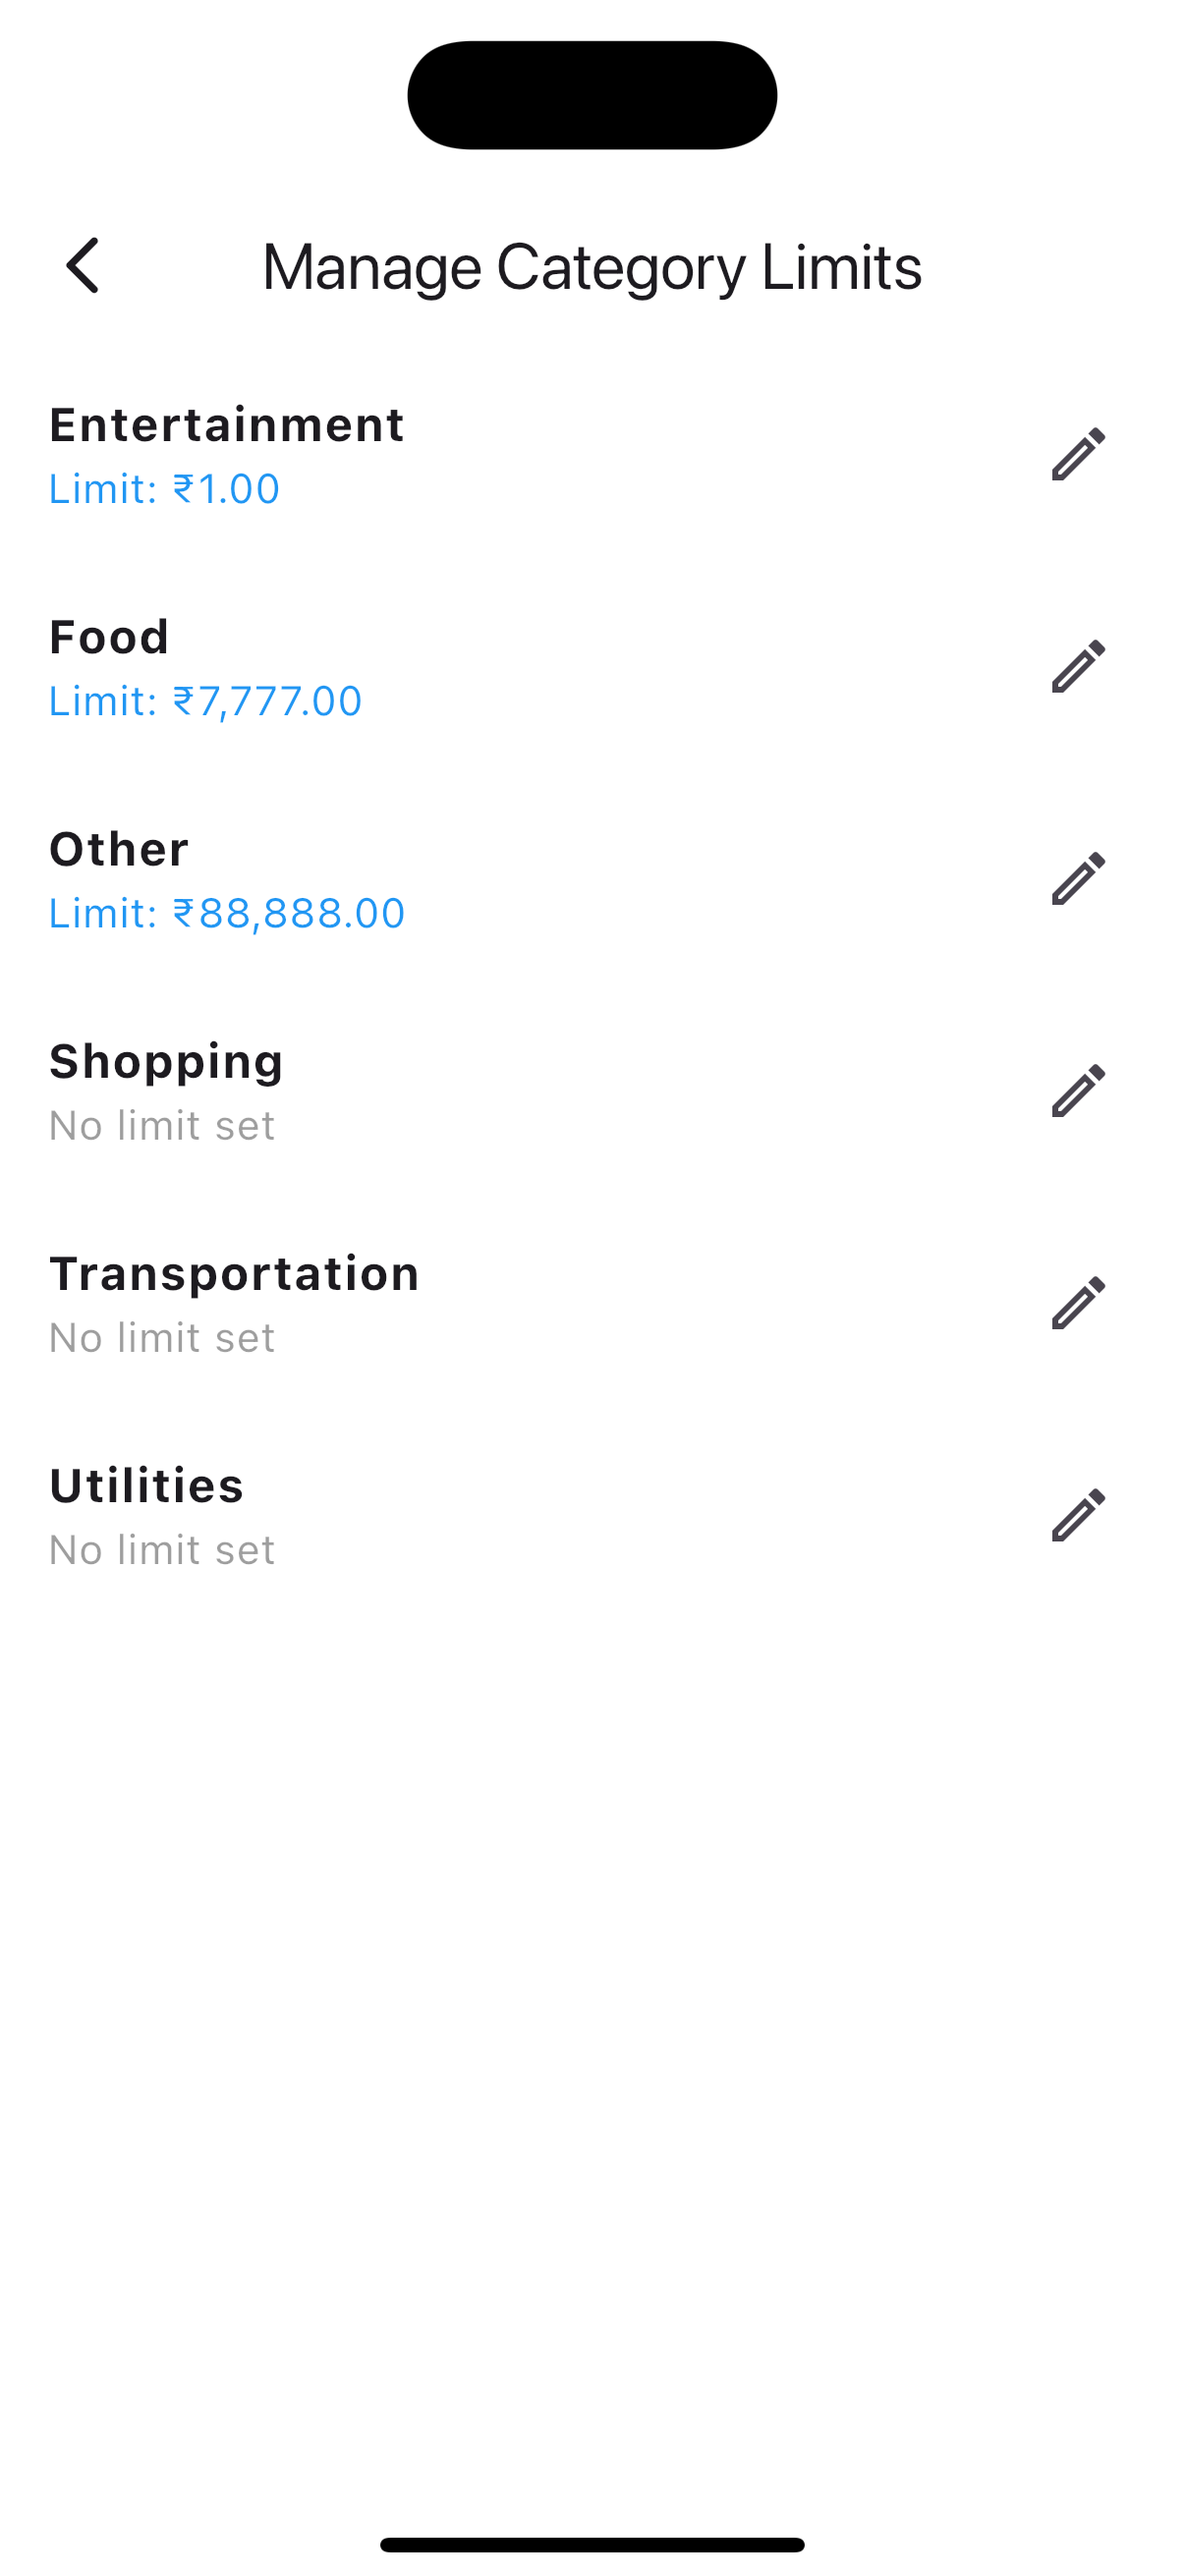 Manage Category Limits
Entertainment
Limit: ₹1.00
Food
Limit: ₹7,777.00
Other
Limit: ₹88,888.00
Shopping
No limit set
Transportation
No limit set
Utilities
No limit set